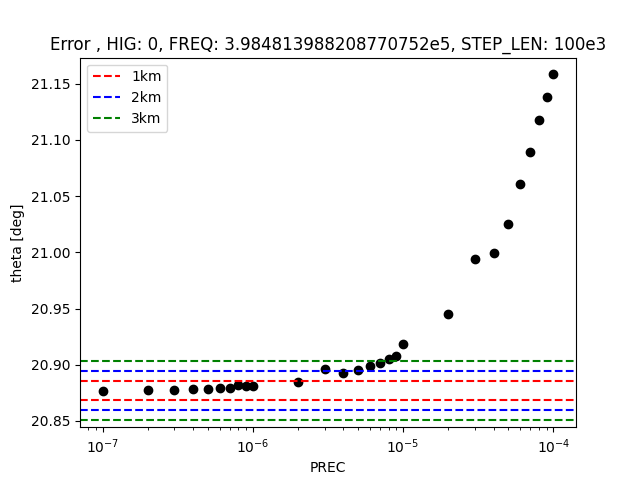 Error , HIG: 0, FREQ: 3.984813988208770752e5, STEP_LEN: 100e3
1km
2km
3km
21.15
21.10
21.05
21.00
20.95
20.90
20.85
theta [deg]
10⁻⁷
10⁻⁶
10⁻⁵
10⁻⁴
PREC